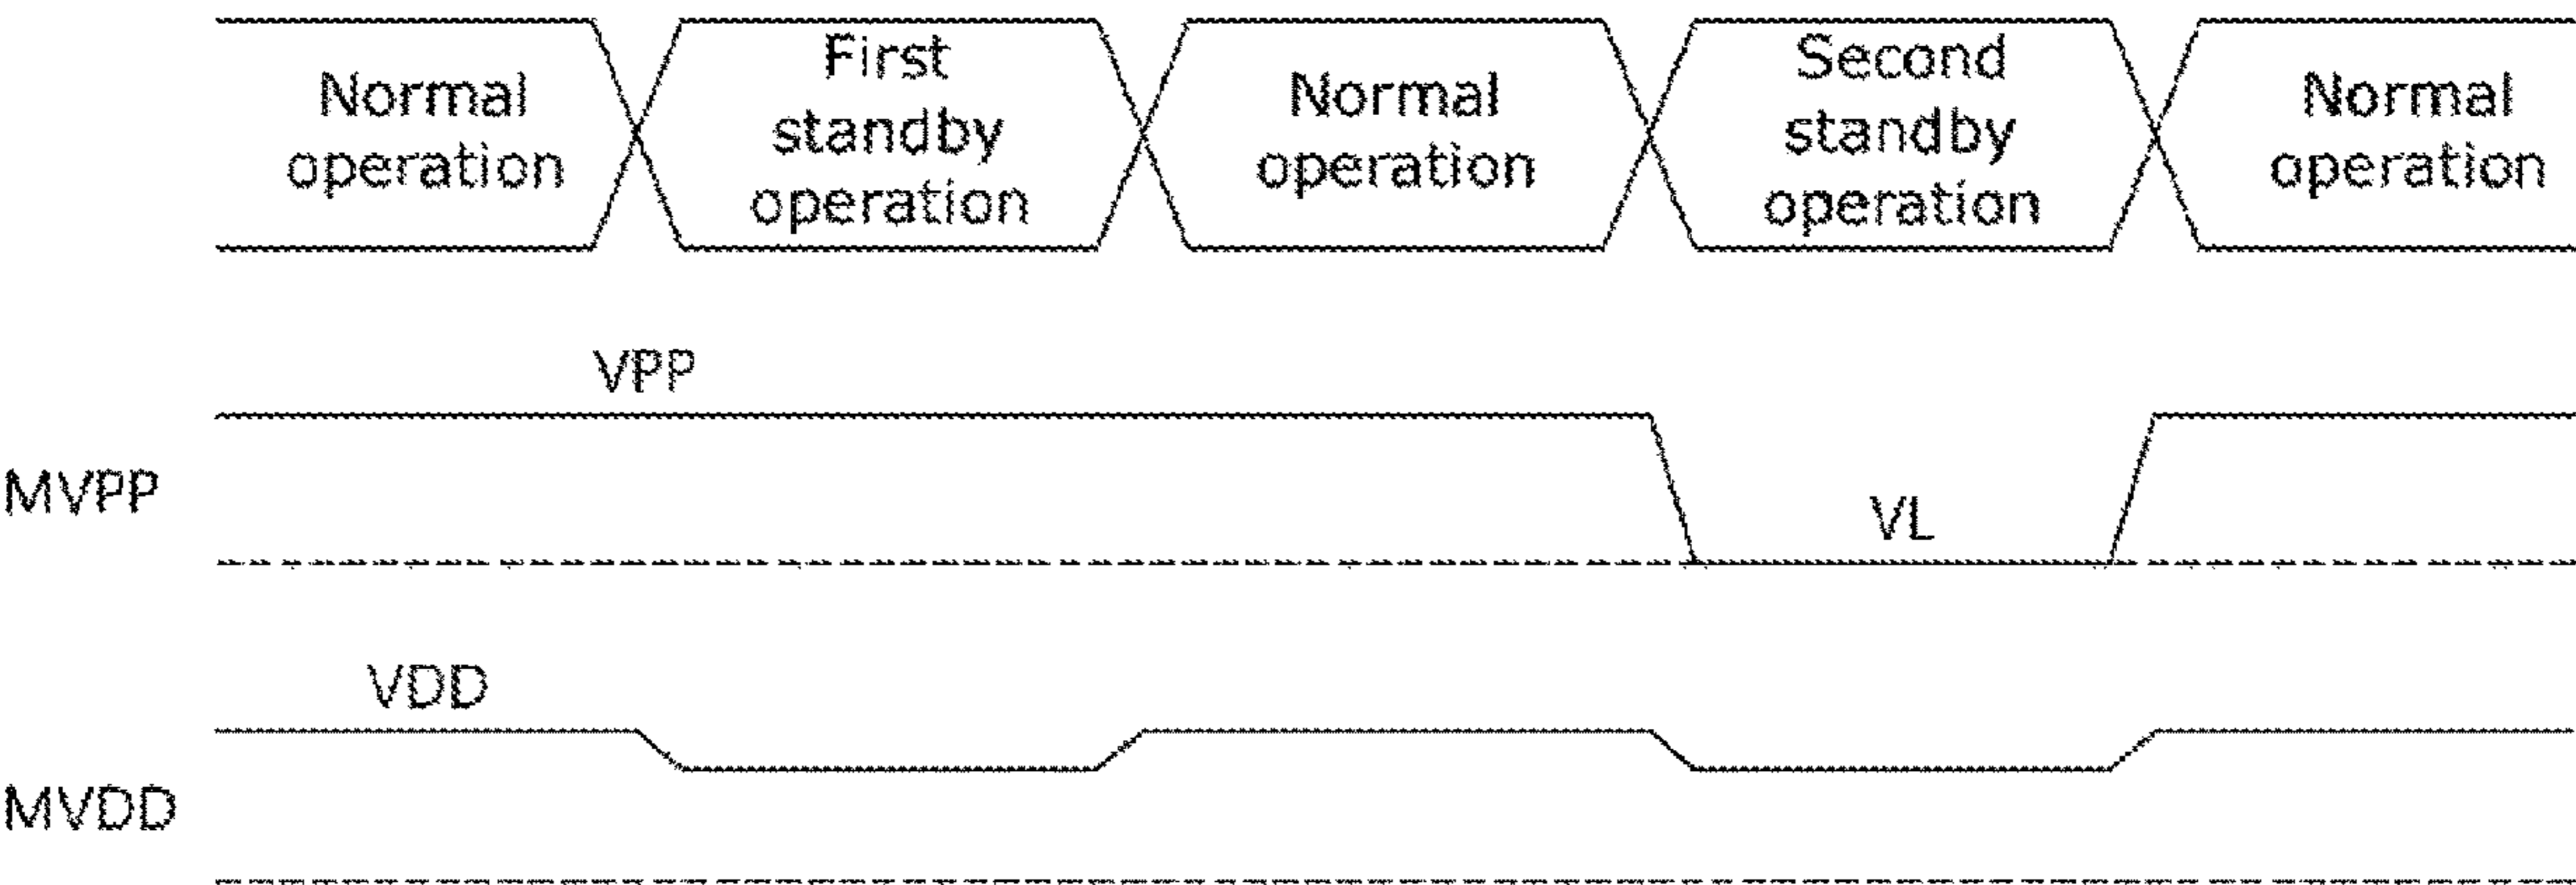 Normal
operation
First
standby
operation
Normal
operation
Second
standby
operation
Normal
operation
VPP
MVPP
VL
VDD
MVDD